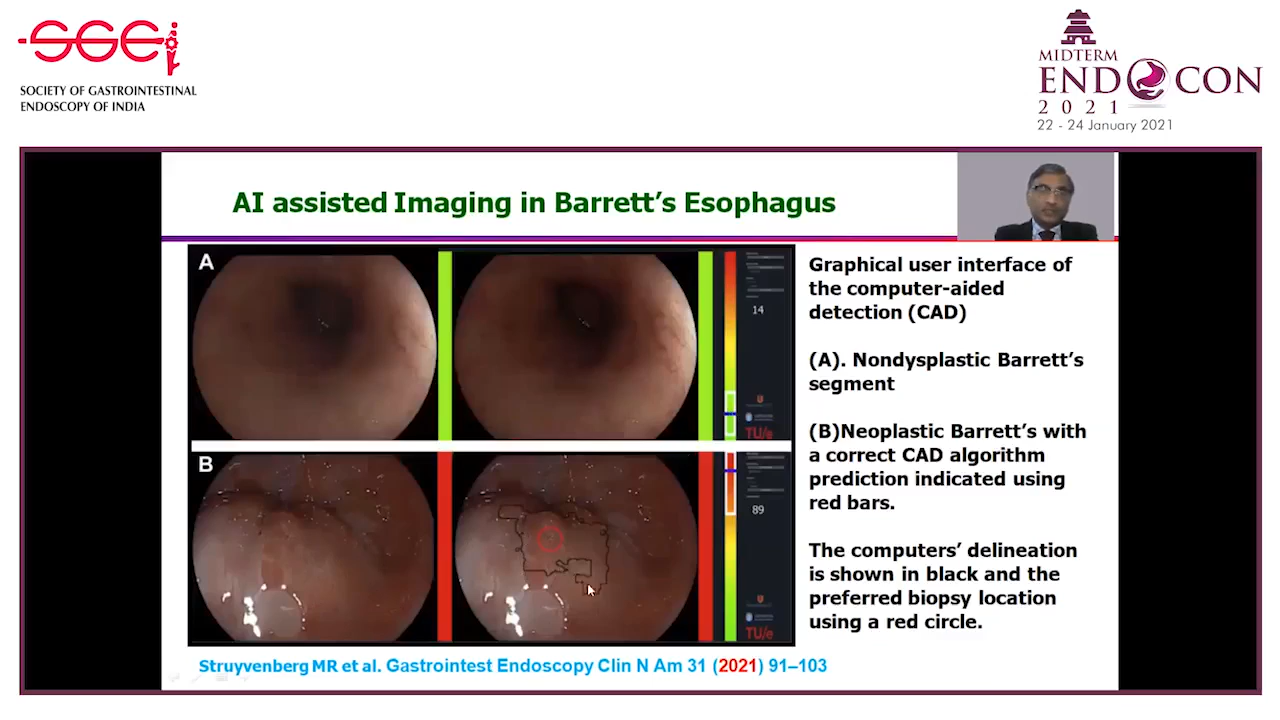 SGEi
SOCIETY OF GASTROINTESTINAL
ENDOSCOPY OF INDIA
MIDTERM
ENDOCON
2021
22 - 24 January 2021
AI assisted Imaging in Barrett's Esophagus
A
14
TU/e
B
89
TU/e
Graphical user interface of
the computer-aided
detection (CAD)
(A). Nondysplastic Barrett's
segment
(B)Neoplastic Barrett's with
a correct CAD algorithm
prediction indicated using
red bars.
The computers' delineation
is shown in black and the
preferred biopsy location
using a red circle.
Struyvenberg MR et al. Gastrointest Endoscopy Clin N Am 31 (2021) 91–103